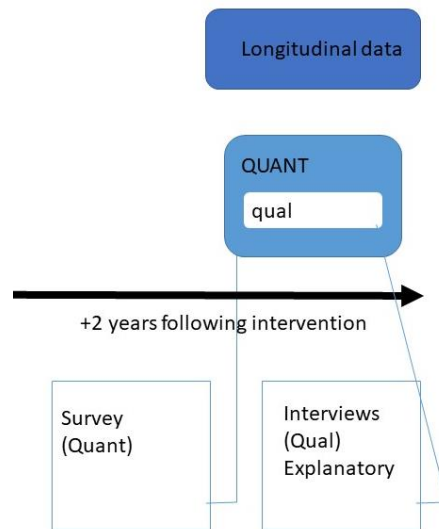 Longitudinal data
QUANT
qual
+2 years following intervention
Survey
(Quant)
Interviews
(Qual)
Explanatory